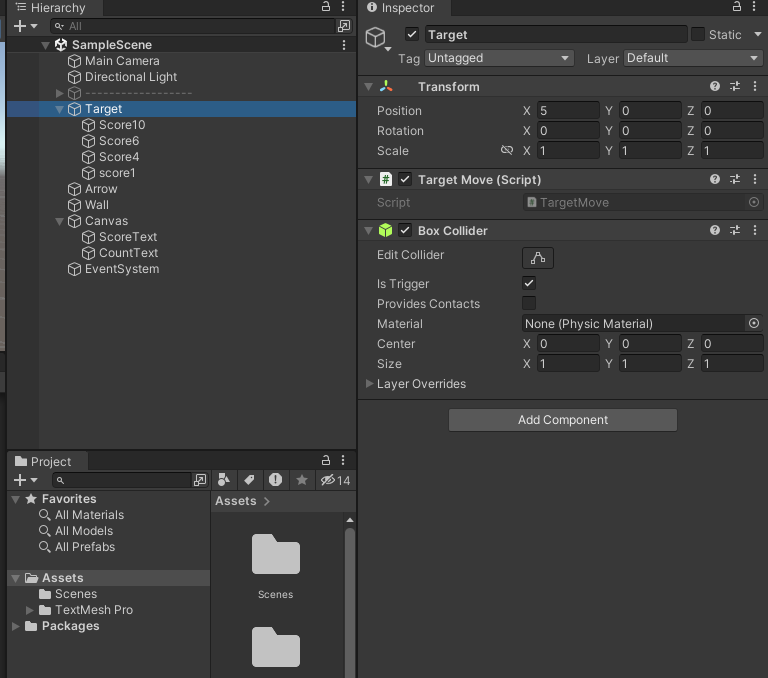 Hierarchy
All
SampleScene
Main Camera
Directional Light
------------------
Target
Score10
Score6
Score4
score1
Arrow
Wall
Canvas
ScoreText
CountText
EventSystem
Project
14
Favorites
All Materials
All Models
All Prefabs
Assets
Scenes
TextMesh Pro
Packages
Assets
Scenes
Inspector
Target Static
Tag Untagged Layer Default
Transform
Position X 5 Y 0 Z 0
Rotation X 0 Y 0 Z 0
Scale X 1 Y 1 Z 1
# Target Move (Script)
Script # TargetMove
Box Collider
Edit Collider
Is Trigger
Provides Contacts
Material None (Physic Material)
Center X 0 Y 0 Z 0
Size X 1 Y 1 Z 1
Layer Overrides
Add Component